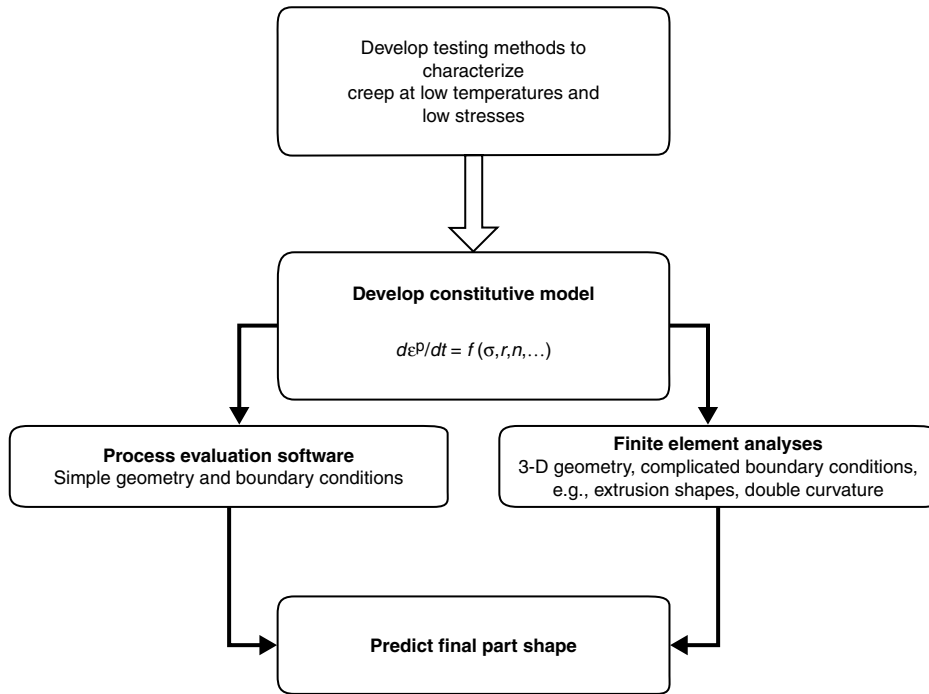 Develop testing methods to
characterize
creep at low temperatures and
low stresses
Develop constitutive model
dεᵖ/dt = f (σ,r,n,…)
Process evaluation software
Simple geometry and boundary conditions
Finite element analyses
3-D geometry, complicated boundary conditions,
e.g., extrusion shapes, double curvature
Predict final part shape